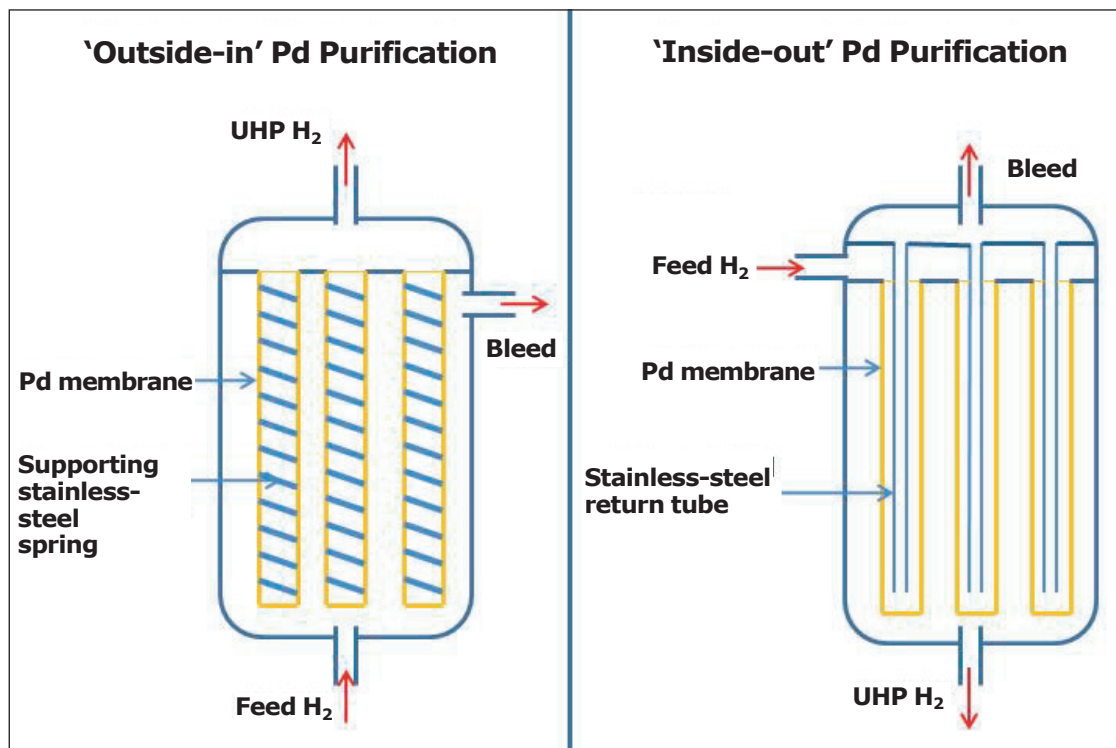 ‘Outside-in’ Pd Purification
UHP H₂
Bleed
Pd membrane
Supporting
stainless-
steel
spring
Feed H₂
‘Inside-out’ Pd Purification
Bleed
Feed H₂
Pd membrane
Stainless-steel
return tube
UHP H₂